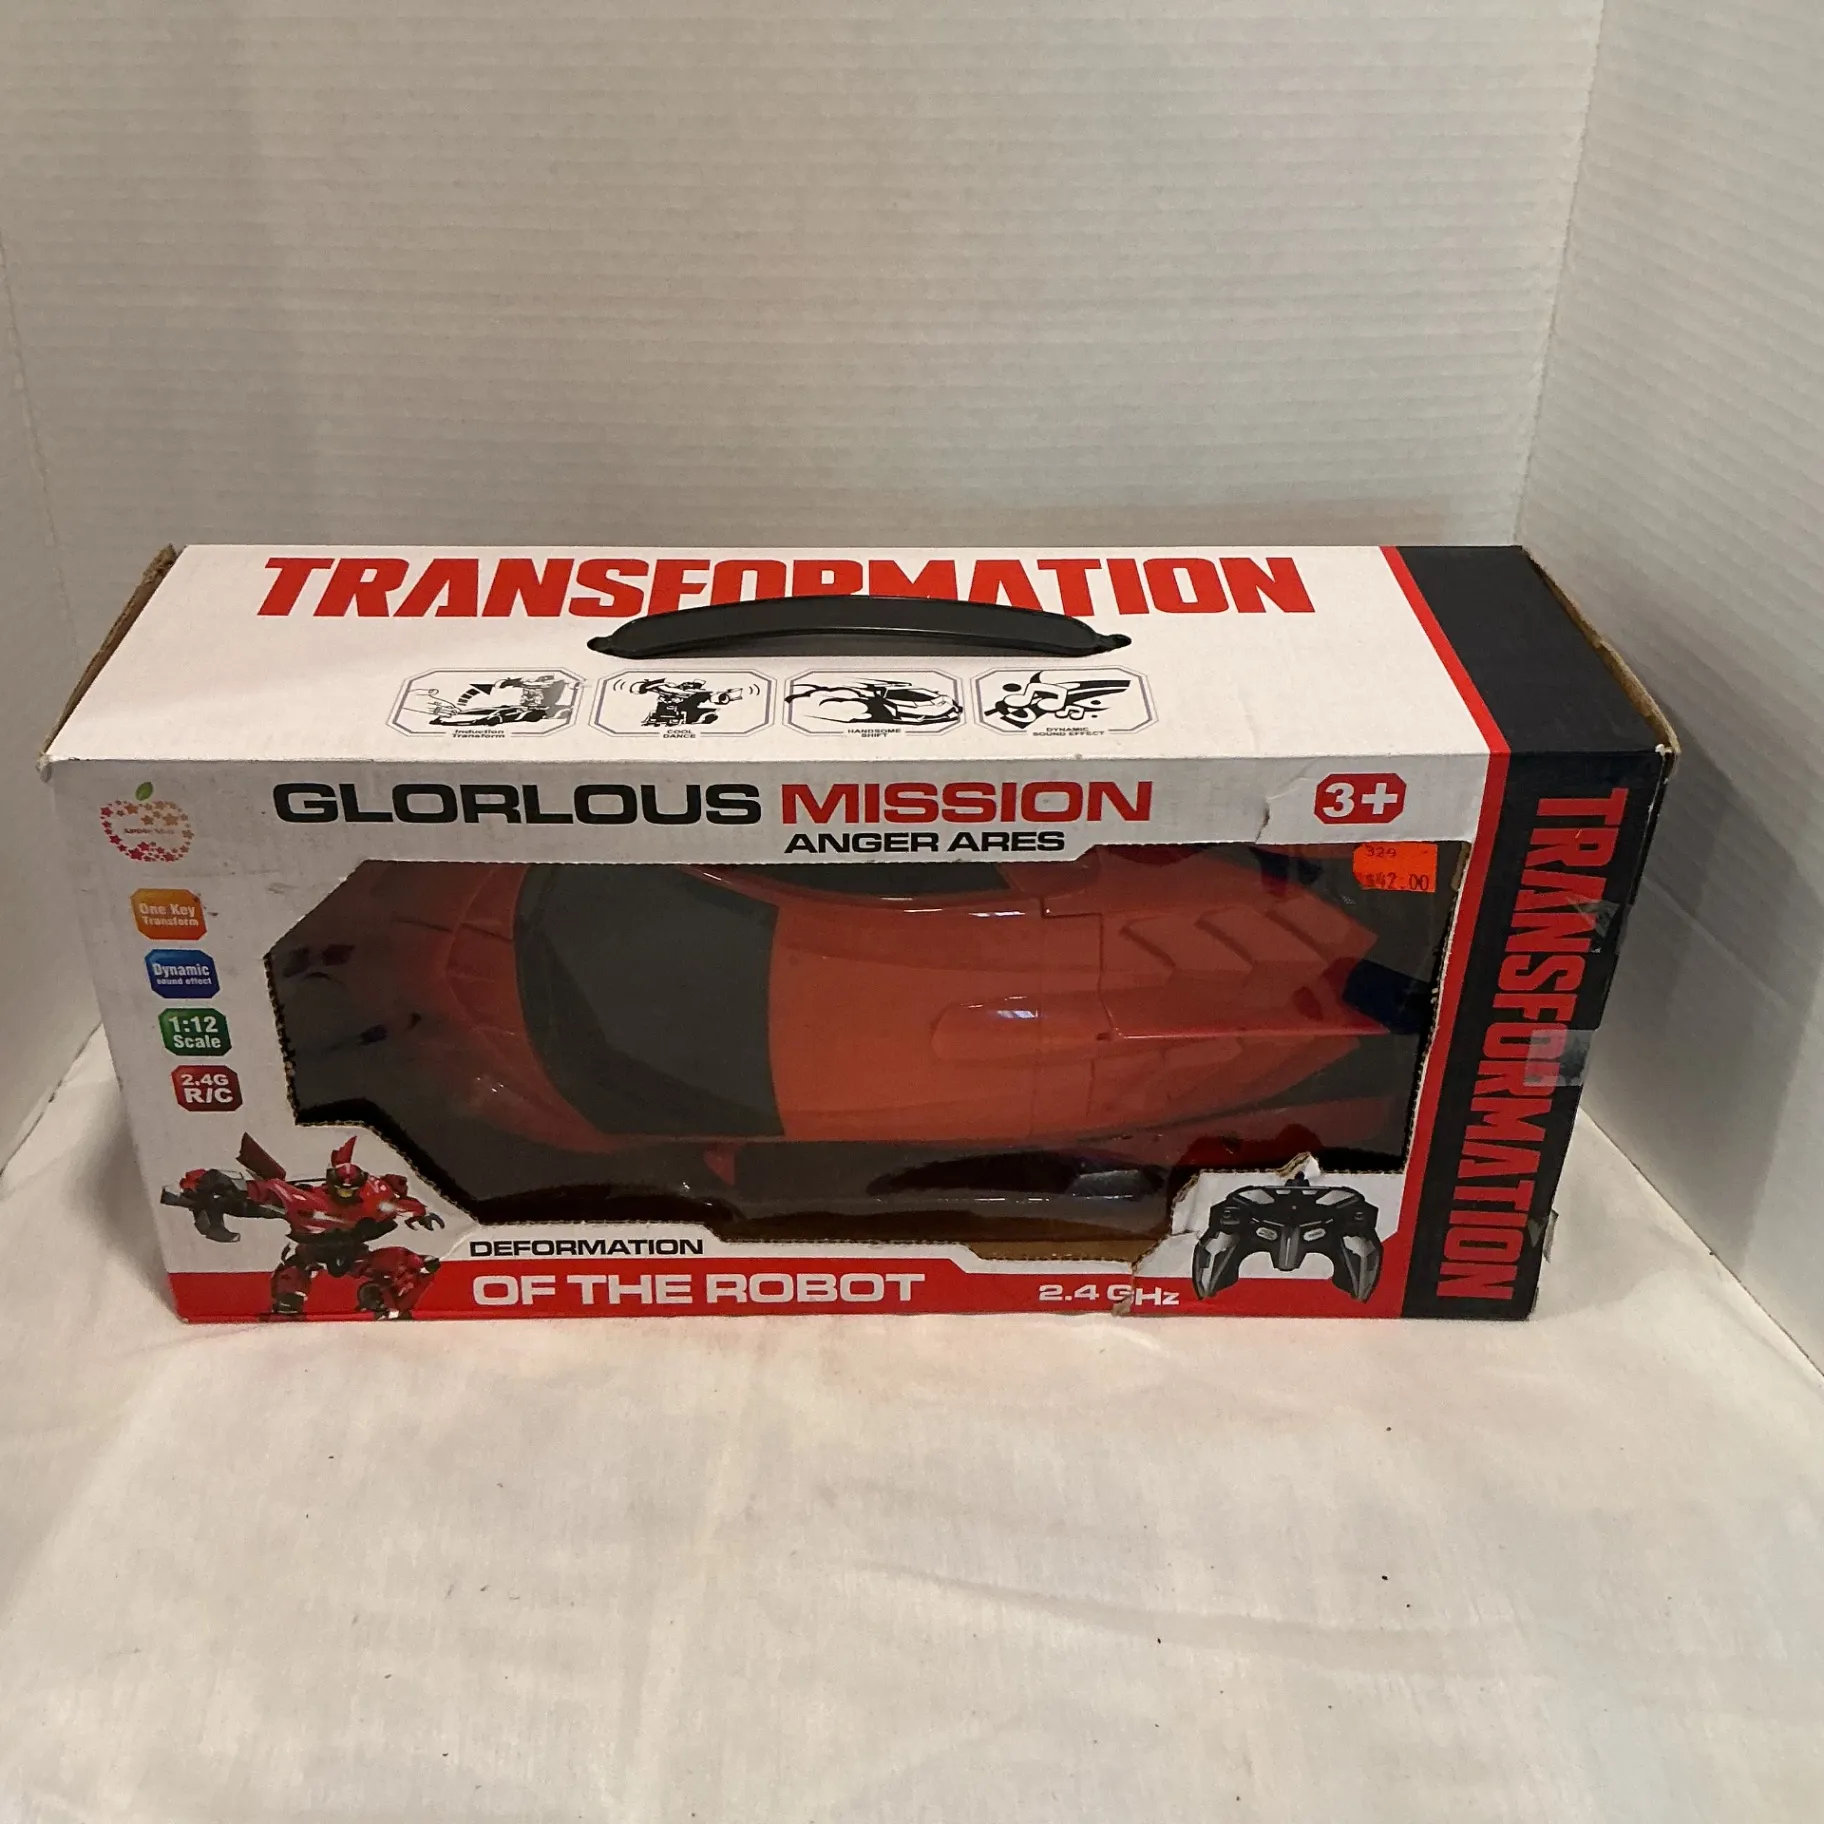 TRANSFORMATION
Induction
Transform
COOL
DANCE
HANDSOME
SHIFT
DYNAMIC
SOUND EFFECT
GLORLOUS MISSION
ANGER ARES
3+
329
$42.00
One Key
Transform
Dynamic
sound effect
1:12
Scale
2.4G
R/C
DEFORMATION
OF THE ROBOT
2.4 GHz
TRANSFORMATION